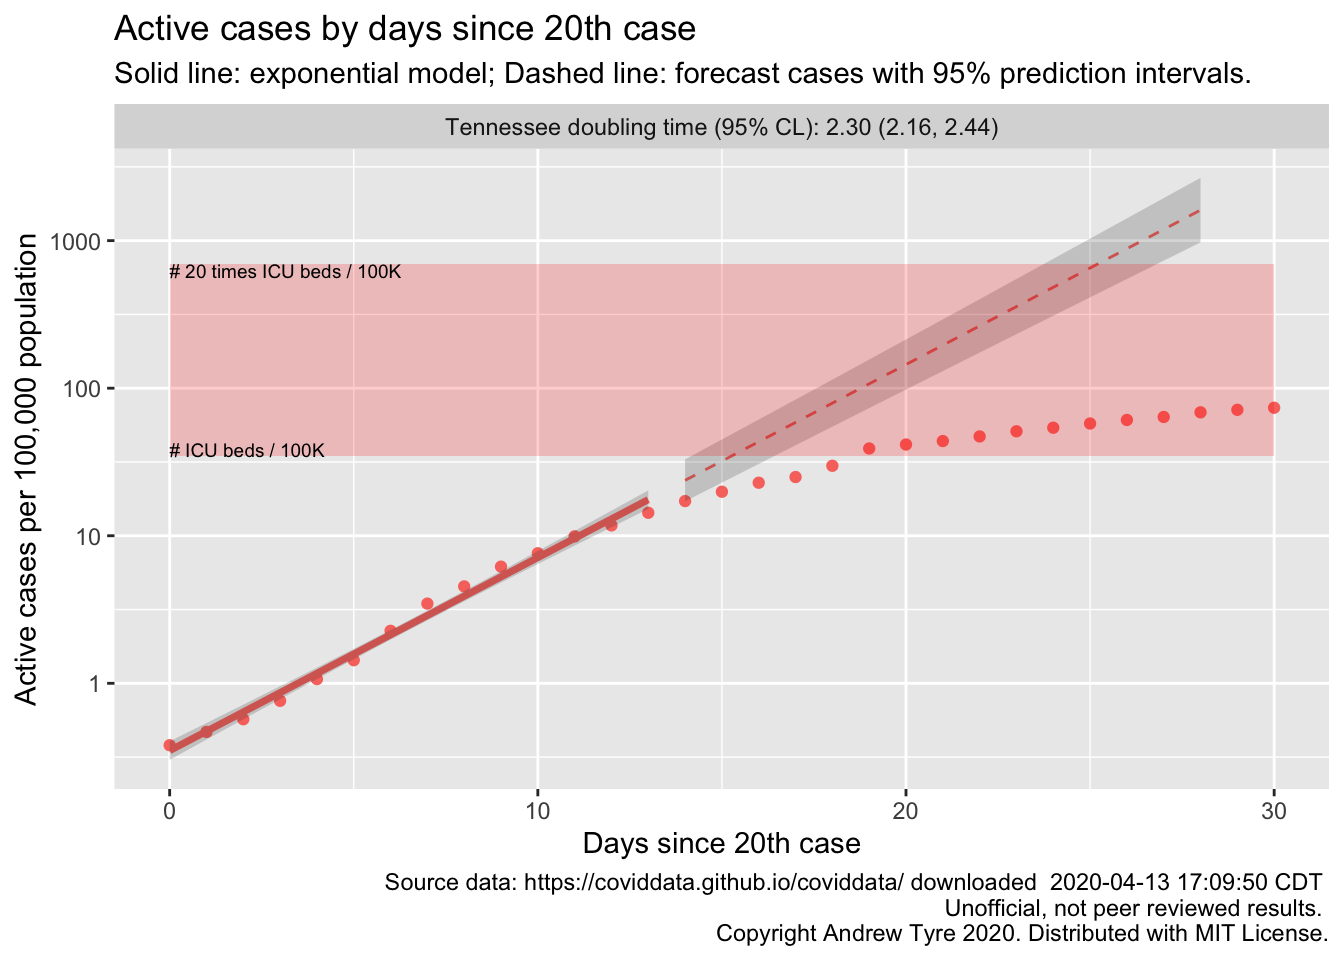 Active cases by days since 20th case
Solid line: exponential model; Dashed line: forecast cases with 95% prediction intervals.
Tennessee doubling time (95% CL): 2.30 (2.16, 2.44)
Active cases per 100,000 population
1000
100
10
1
# 20 times ICU beds / 100K
# ICU beds / 100K
0
10
20
30
Days since 20th case
Source data: https://coviddata.github.io/coviddata/ downloaded  2020-04-13 17:09:50 CDT
Unofficial, not peer reviewed results.
Copyright Andrew Tyre 2020. Distributed with MIT License.